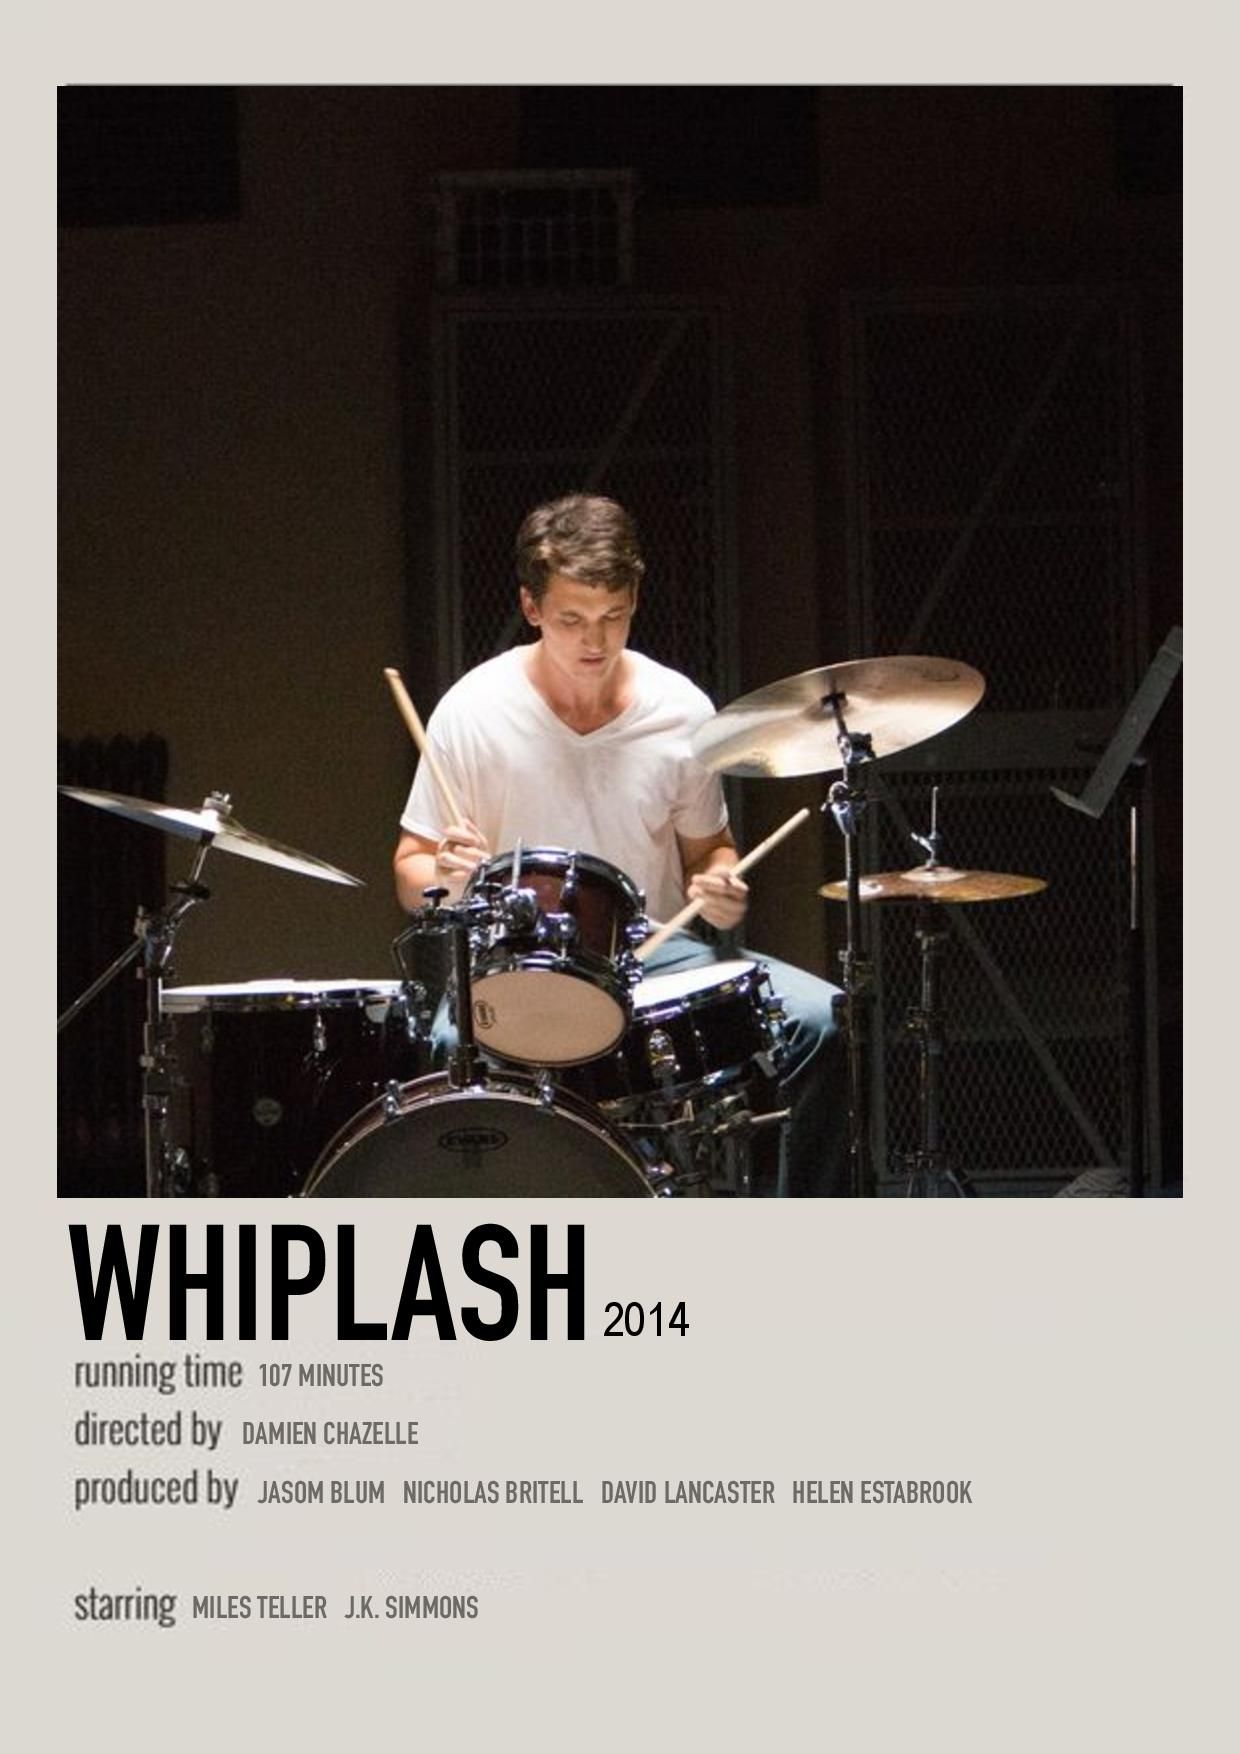 EVANS
WHIPLASH 2014
running time 107 MINUTES
directed by DAMIEN CHAZELLE
produced by JASOM BLUM NICHOLAS BRITELL DAVID LANCASTER HELEN ESTABROOK
starring MILES TELLER J.K. SIMMONS